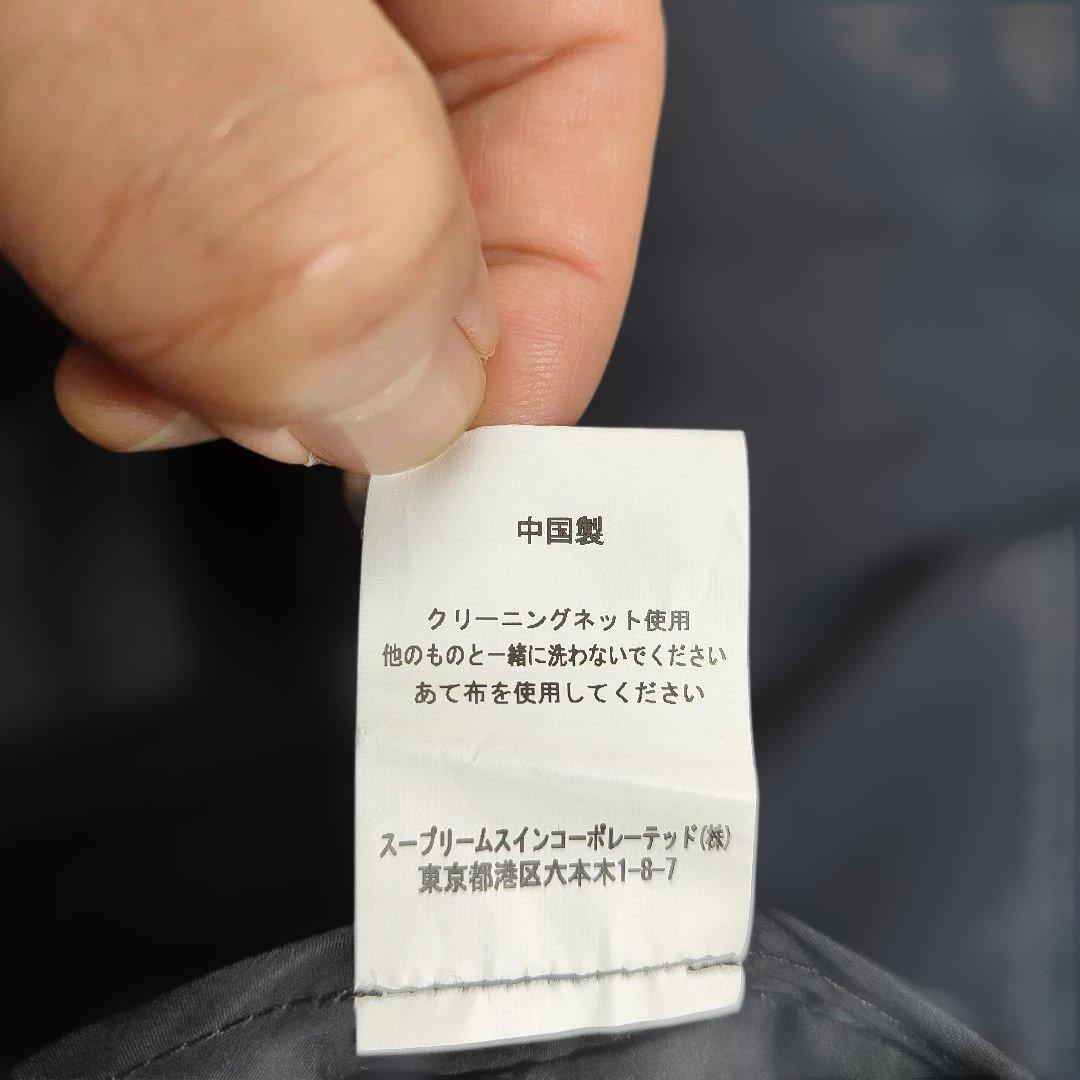 中国製
クリーニングネット使用
他のものと一緒に洗わないでください
あて布を使用してください
スープリームスインコーポレーテッド(株)
東京都港区六本木1-8-7